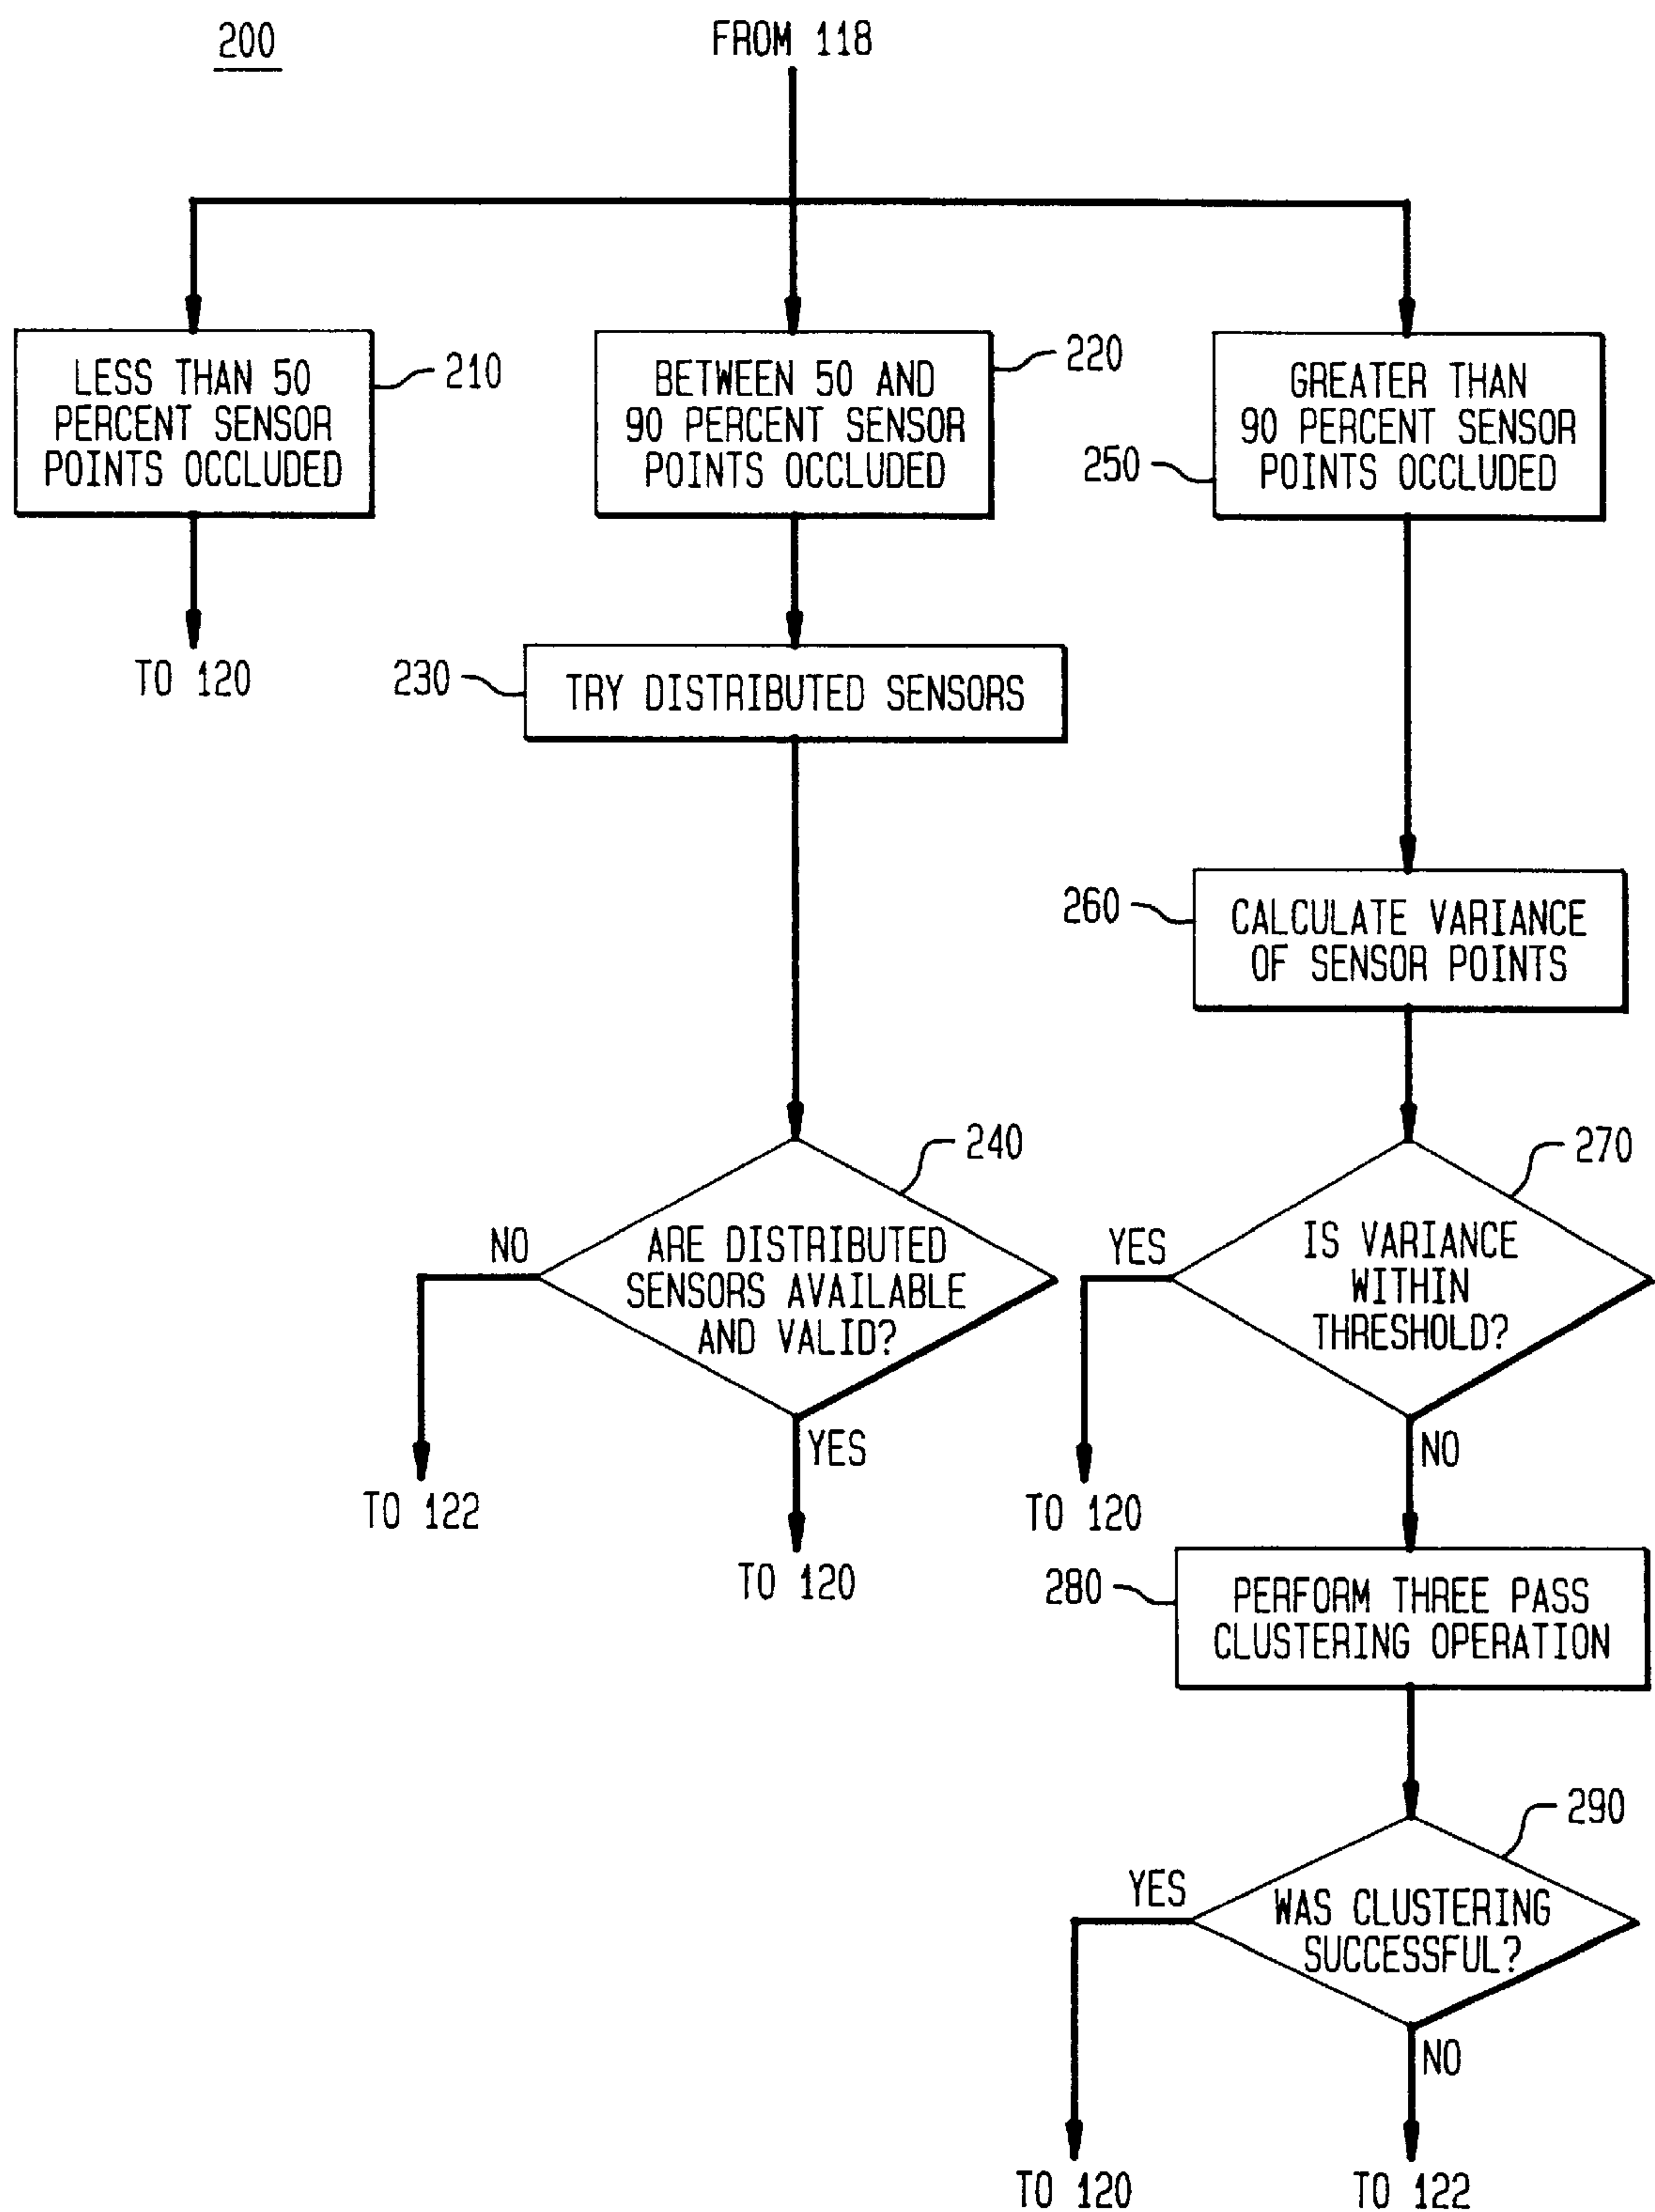 200
FROM 118
LESS THAN 50
PERCENT SENSOR
POINTS OCCLUDED
210
BETWEEN 50 AND
90 PERCENT SENSOR
POINTS OCCLUDED
220
GREATER THAN
90 PERCENT SENSOR
POINTS OCCLUDED
250
TO 120
230
TRY DISTRIBUTED SENSORS
260
CALCULATE VARIANCE
OF SENSOR POINTS
240
ARE DISTRIBUTED
SENSORS AVAILABLE
AND VALID?
NO
TO 122
YES
TO 120
270
IS VARIANCE
WITHIN
THRESHOLD?
YES
TO 120
NO
280
PERFORM THREE PASS
CLUSTERING OPERATION
290
WAS CLUSTERING
SUCCESSFUL?
YES
TO 120
NO
TO 122